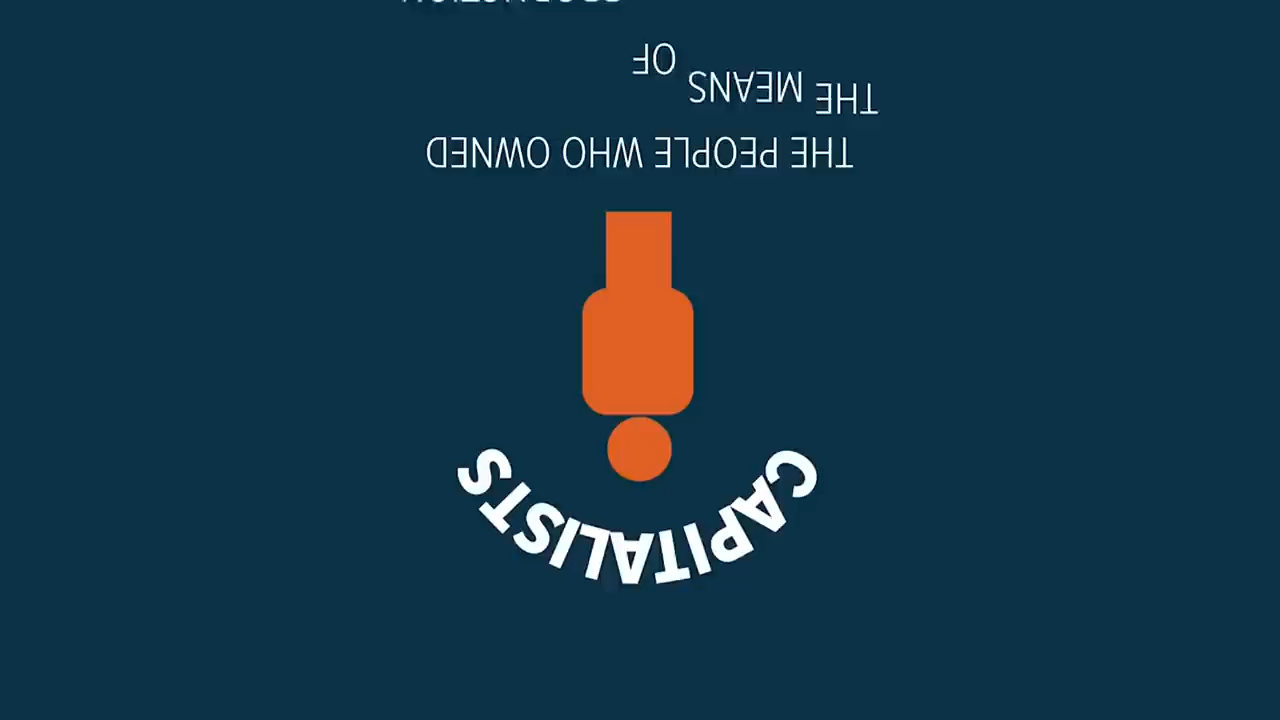 CAPITALISTS
THE PEOPLE WHO OWNED
THE MEANS
OF